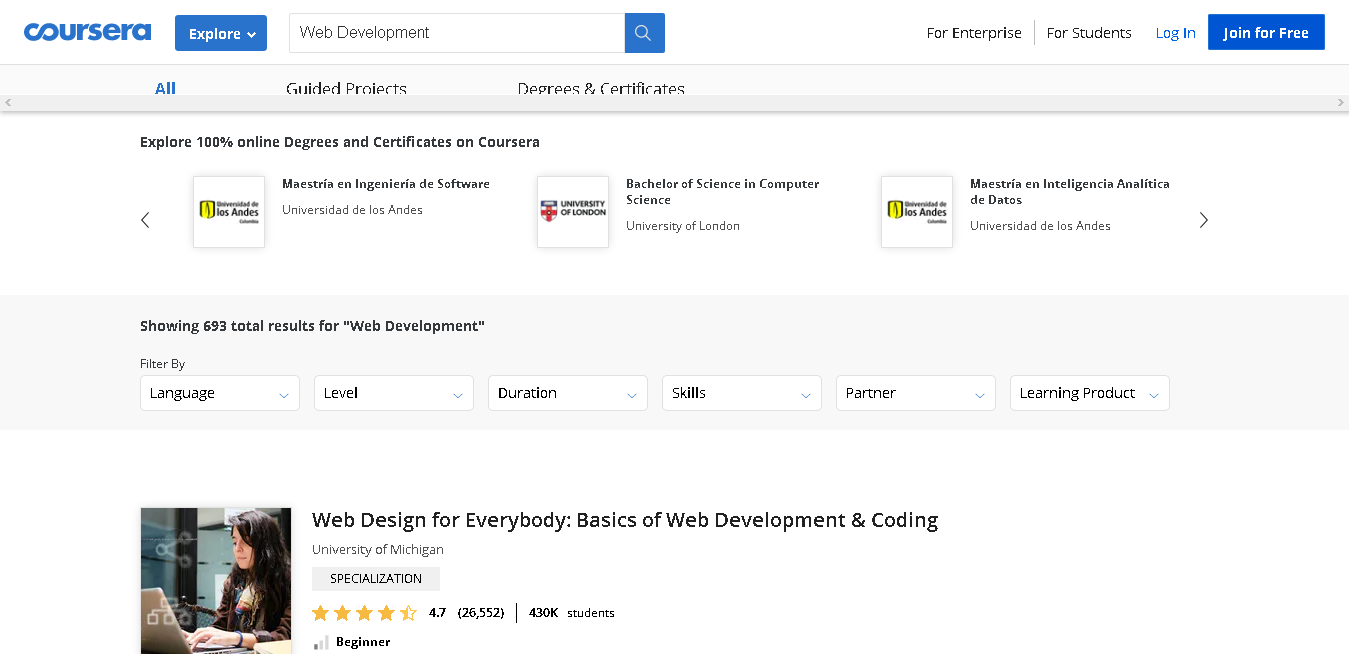 coursera Explore Web Development For Enterprise For Students Log In Join for Free
All Guided Projects Degrees & Certificates
Explore 100% online Degrees and Certificates on Coursera
Universidad de los Andes Colombia
Maestría en Ingeniería de Software
Universidad de los Andes
UNIVERSITY OF LONDON
Bachelor of Science in Computer
Science
University of London
Universidad de los Andes Colombia
Maestría en Inteligencia Analítica
de Datos
Universidad de los Andes
Showing 693 total results for "Web Development"
Filter By
Language Level Duration Skills Partner Learning Product
Web Design for Everybody: Basics of Web Development & Coding
University of Michigan
SPECIALIZATION
4.7 (26,552) 430K students
Beginner